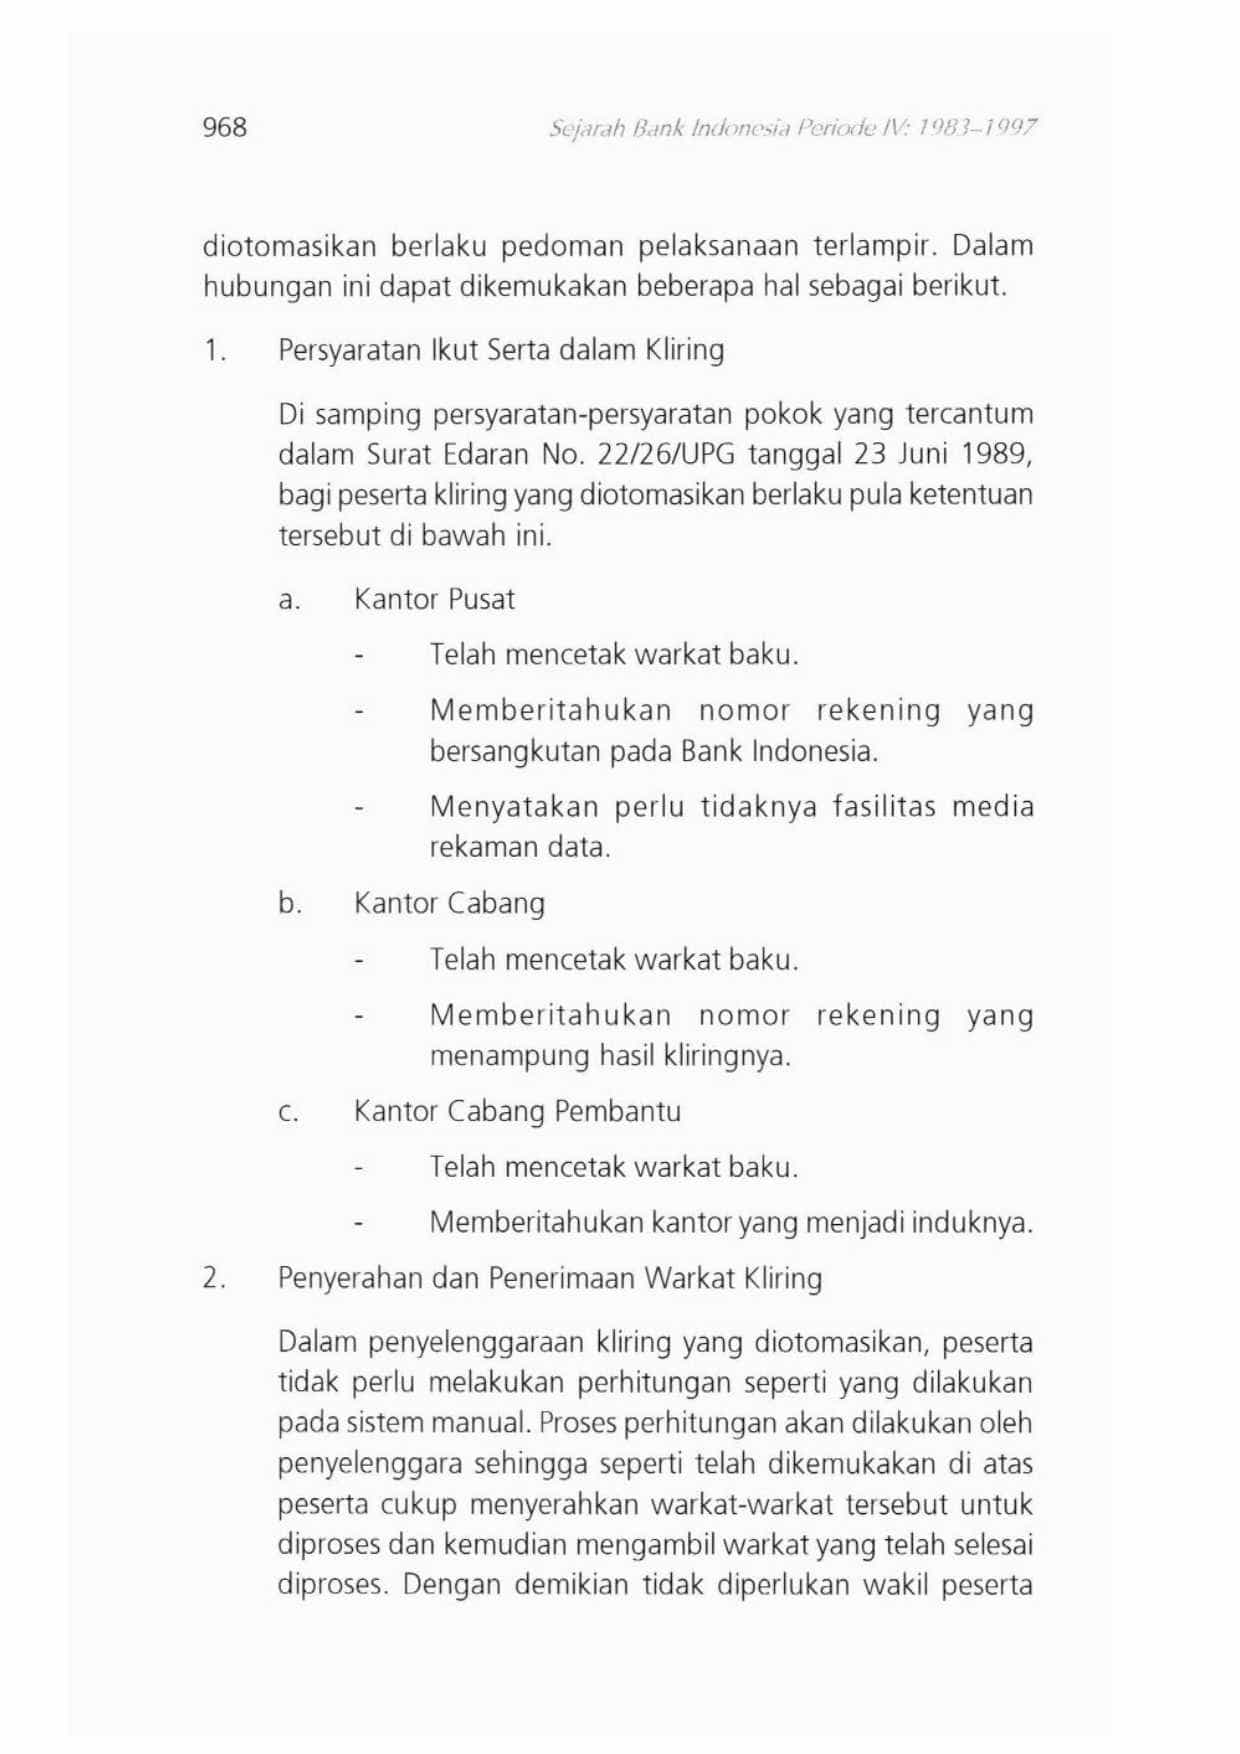 968 Sejarah Bank Indonesia Periode IV: 1983–1997
diotomasikan berlaku pedoman pelaksanaan terlampir. Dalam
hubungan ini dapat dikemukakan beberapa hal sebagai berikut.
1. Persyaratan Ikut Serta dalam Kliring
Di samping persyaratan-persyaratan pokok yang tercantum
dalam Surat Edaran No. 22/26/UPG tanggal 23 Juni 1989,
bagi peserta kliring yang diotomasikan berlaku pula ketentuan
tersebut di bawah ini.
a. Kantor Pusat
- Telah mencetak warkat baku.
- Memberitahukan nomor rekening yang
bersangkutan pada Bank Indonesia.
- Menyatakan perlu tidaknya fasilitas media
rekaman data.
b. Kantor Cabang
- Telah mencetak warkat baku.
- Memberitahukan nomor rekening yang
menampung hasil kliringnya.
c. Kantor Cabang Pembantu
- Telah mencetak warkat baku.
- Memberitahukan kantor yang menjadi induknya.
2. Penyerahan dan Penerimaan Warkat Kliring
Dalam penyelenggaraan kliring yang diotomasikan, peserta
tidak perlu melakukan perhitungan seperti yang dilakukan
pada sistem manual. Proses perhitungan akan dilakukan oleh
penyelenggara sehingga seperti telah dikemukakan di atas
peserta cukup menyerahkan warkat-warkat tersebut untuk
diproses dan kemudian mengambil warkat yang telah selesai
diproses. Dengan demikian tidak diperlukan wakil peserta